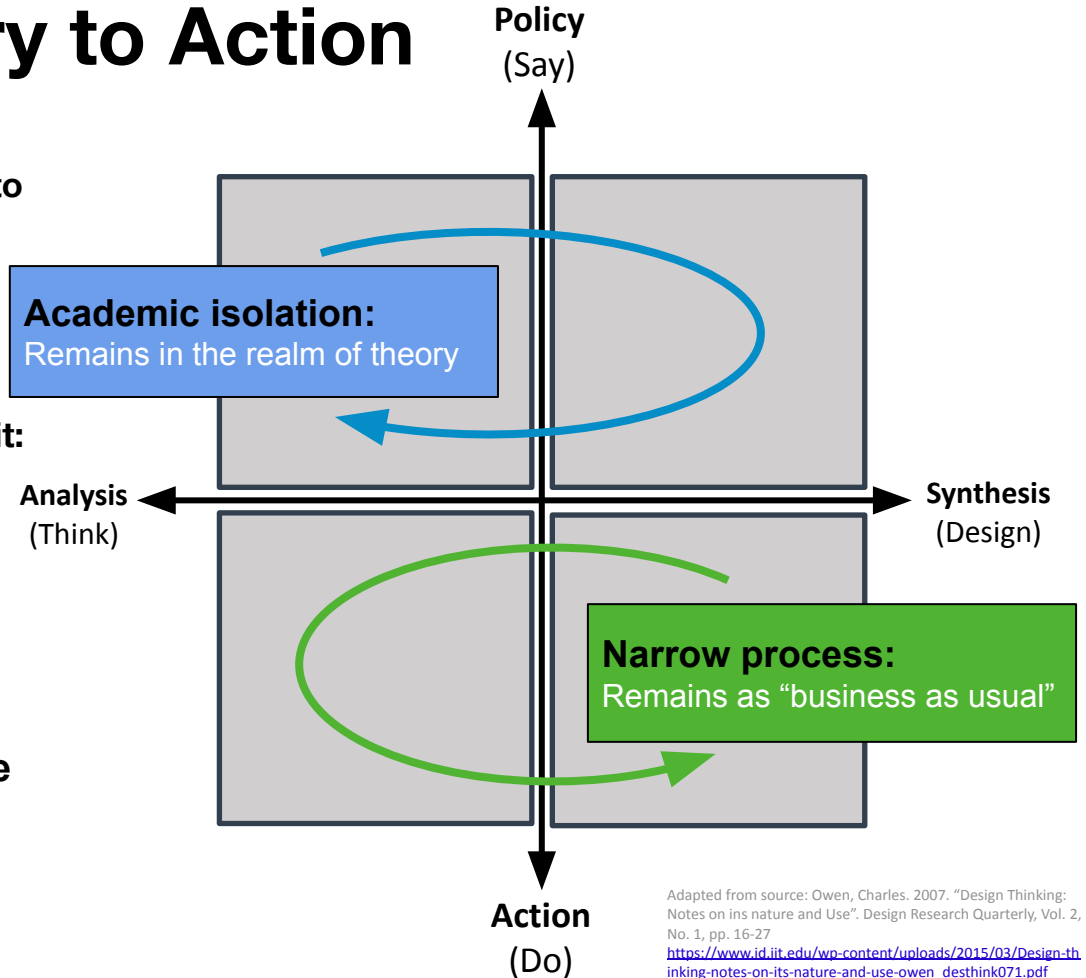 ry to Action
Policy
(Say)
to
Academic isolation:
Remains in the realm of theory
it:
Analysis
(Think)
Synthesis
(Design)
Narrow process:
Remains as “business as usual”
e
Action
(Do)
Adapted from source: Owen, Charles. 2007. “Design Thinking:
Notes on ins nature and Use”. Design Research Quarterly, Vol. 2,
No. 1, pp. 16-27
https://www.id.iit.edu/wp-content/uploads/2015/03/Design-th
inking-notes-on-its-nature-and-use-owen_desthink071.pdf